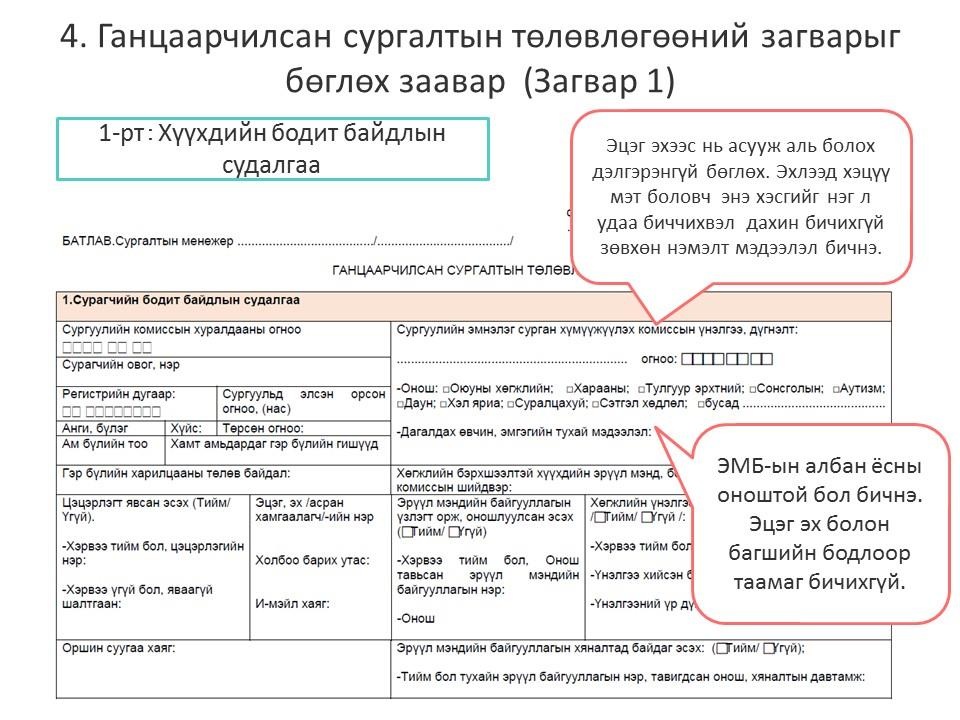 4. Ганцаарчилсан сургалтын төлөвлөгөөний загварыг
бөглөх заавар (Загвар 1)
1-рт: Хүүхдийн бодит байдлын
судалгаа
Эцэг эхээс нь асууж аль болох
дэлгэрэнгүй бөглөх. Эхлээд хэцүү
мэт боловч энэ хэсгийг нэг л
удаа биччихвэл дахин бичихгүй
зөвхөн нэмэлт мэдээлэл бичнэ.
БАТЛАВ.Сургалтын менежер ........................................./......................................../
ГАНЦААРЧИЛСАН СУРГАЛТЫН
1.Сурагчийн бодит байдлын судалгаа
Сургуулийн комиссын хуралдааны огноо
□□□□ □□ □□
Сурагчийн овог, нэр
Регистрийн дугаар:
□□ □□□□□□□□
Сургуульд элсэн орсон
огноо, (нас)
Анги, бүлэг
Хүйс:
Төрсөн огноо:
Ам бүлийн тоо
Хамт амьдардаг гэр бүлийн гишүүд
Сургуулийн эмнэлэг сурган хүмүүжүүлэх комиссын үнэлгээ, дүгнэлт:
..................................................................... огноо: □□□□□□□□
-Онош: □Оюуны хөгжлийн; □Харааны; □Тулгуур эрхтний; □Сонсголын; □Аутизм;
□Даун; □Хэл яриа; □Суралцахуй; □Сэтгэл хөдлөл; □бусад ..........................................
-Дагалдах өвчин, эмгэгийн тухай мэдээлэл:
Гэр бүлийн харилцааны төлөв байдал:
Хөгжлийн бэрхшээлтэй хүүхдийн эрүүл мэнд,
комиссын шийдвэр:
Цэцэрлэгт явсан эсэх (Тийм/
Үгүй).
-Хэрвээ тийм бол, цэцэрлэгийн
нэр:
-Хэрвээ үгүй бол, яваагүй
шалтгаан:
Эцэг, эх /асран
хамгаалагч/-ийн нэр
Холбоо барих утас:
И-мэйл хаяг:
Эрүүл мэндийн байгууллагын
үзлэгт орж, оношлуулсан эсэх
(□Тийм/ □Үгүй)
-Хэрвээ тийм бол, Онош
тавьсан эрүүл мэндийн
байгууллагын нэр:
-Онош
Хөгжлийн
/□Тийм/ □Үгүй /:
-Хэрвээ тийм
-Үнэлгээ хийсэн
-Үнэлгээний үр
ЭМБ-ын албан ёсны
оноштой бол бичнэ.
Эцэг эх болон
багшийн бодлоор
таамаг бичихгүй.
Оршин суугаа хаяг:
Эрүүл мэндийн байгууллагын хяналтад байдаг эсэх: (□Тийм/ □Үгүй);
-Тийм бол тухайн эрүүл байгууллагын нэр, тавигдсан онош, хяналтын давтамж: